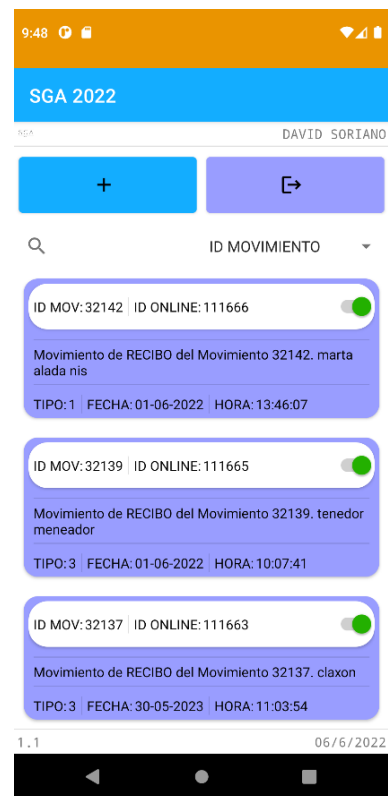 9:48
SGA 2022
SGA DAVID SORIANO
+
ID MOVIMIENTO
ID MOV: 32142 ID ONLINE: 111666
Movimiento de RECIBO del Movimiento 32142. marta
alada nis
TIPO: 1 FECHA: 01-06-2022 HORA: 13:46:07
ID MOV: 32139 ID ONLINE: 111665
Movimiento de RECIBO del Movimiento 32139. tenedor
meneador
TIPO: 3 FECHA: 01-06-2022 HORA: 10:07:41
ID MOV: 32137 ID ONLINE: 111663
Movimiento de RECIBO del Movimiento 32137. claxon
TIPO: 3 FECHA: 30-05-2023 HORA: 11:03:54
1.1 06/6/2022